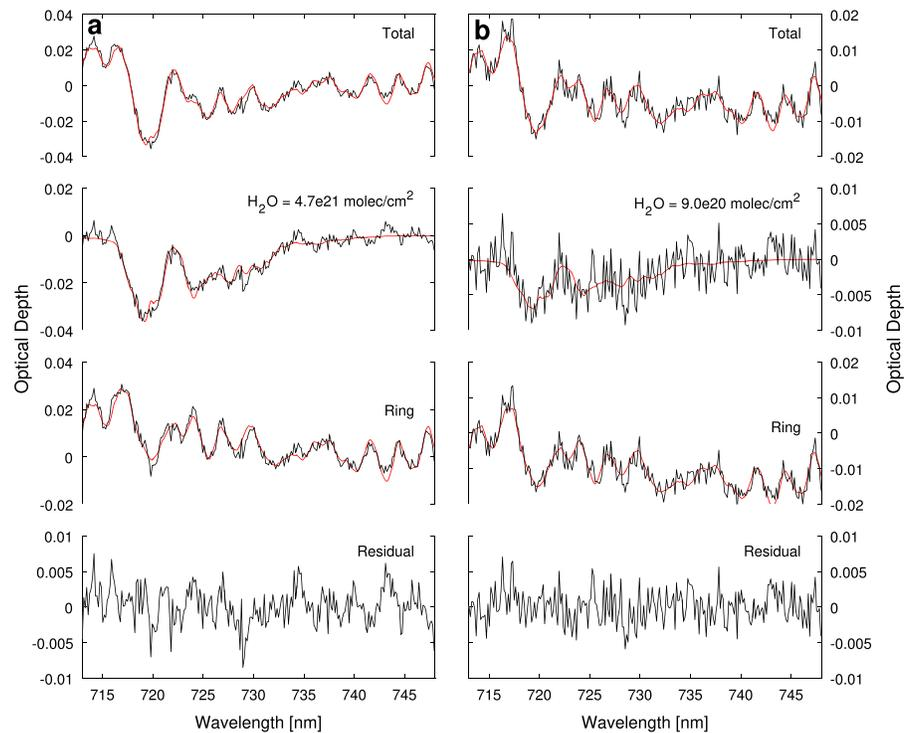 a
b
0.04
0.02
0
-0.02
-0.04
Total
Total
0.02
0.01
0
-0.01
-0.02
0.02
0
-0.02
-0.04
H2O = 4.7e21 molec/cm2
H2O = 9.0e20 molec/cm2
0.01
0.005
0
-0.005
-0.01
Optical Depth
Optical Depth
0.04
0.02
0
-0.02
Ring
Ring
0.02
0.01
0
-0.01
-0.02
0.01
0.005
0
-0.005
-0.01
Residual
Residual
0.01
0.005
0
-0.005
-0.01
715 720 725 730 735 740 745
715 720 725 730 735 740 745
Wavelength [nm]
Wavelength [nm]